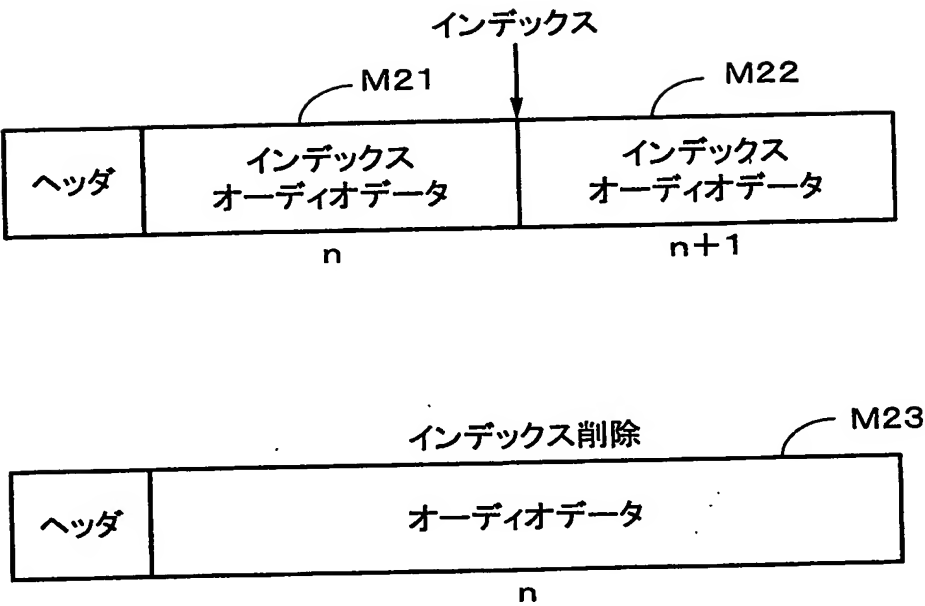 インデックス
M21
M22
ヘッダ
インデックス
オーディオデータ
インデックス
オーディオデータ
n
n+1
インデックス削除
M23
ヘッダ
オーディオデータ
n